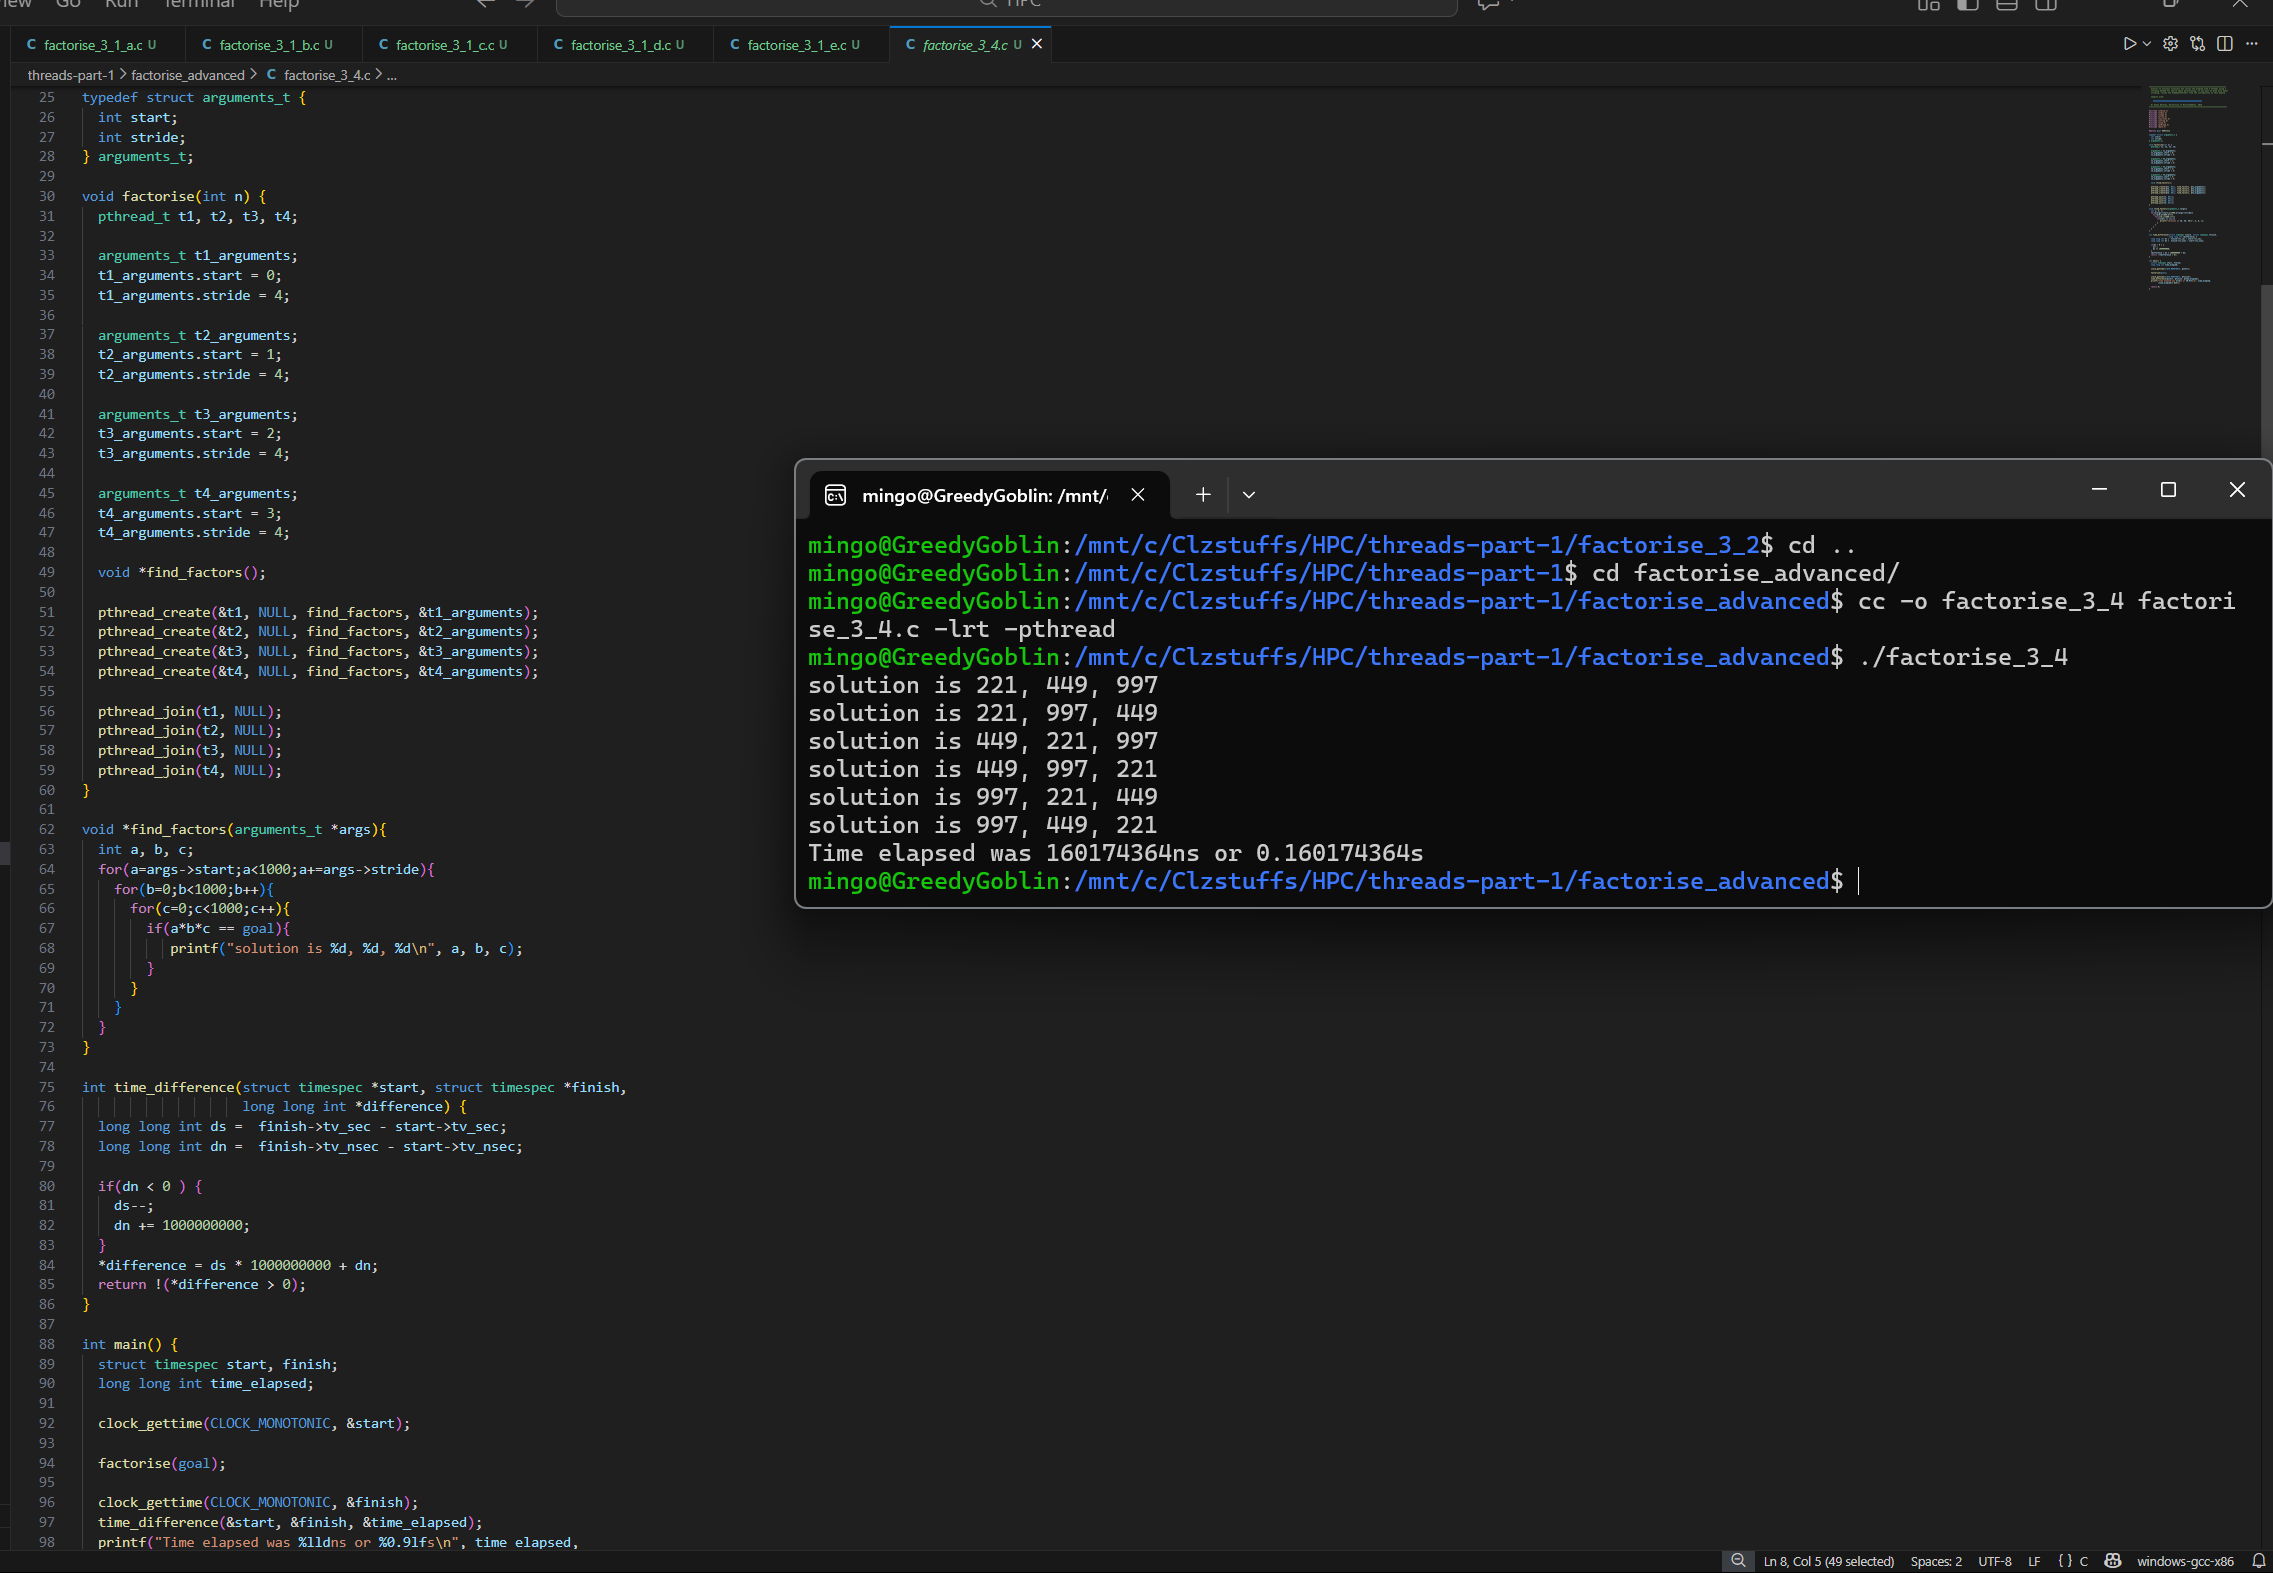 View Go Run Terminal Help
HPC
C factorise_3_1_a.c U
C factorise_3_1_b.c U
C factorise_3_1_c.c U
C factorise_3_1_d.c U
C factorise_3_1_e.c U
C factorise_3_4.c U
threads-part-1 > factorise_advanced > C factorise_3_4.c > ...
25 typedef struct arguments_t {
26 int start;
27 int stride;
28 } arguments_t;
29
30 void factorise(int n) {
31 pthread_t t1, t2, t3, t4;
32
33 arguments_t t1_arguments;
34 t1_arguments.start = 0;
35 t1_arguments.stride = 4;
36
37 arguments_t t2_arguments;
38 t2_arguments.start = 1;
39 t2_arguments.stride = 4;
40
41 arguments_t t3_arguments;
42 t3_arguments.start = 2;
43 t3_arguments.stride = 4;
44
45 arguments_t t4_arguments;
46 t4_arguments.start = 3;
47 t4_arguments.stride = 4;
48
49 void *find_factors();
50
51 pthread_create(&t1, NULL, find_factors, &t1_arguments);
52 pthread_create(&t2, NULL, find_factors, &t2_arguments);
53 pthread_create(&t3, NULL, find_factors, &t3_arguments);
54 pthread_create(&t4, NULL, find_factors, &t4_arguments);
55
56 pthread_join(t1, NULL);
57 pthread_join(t2, NULL);
58 pthread_join(t3, NULL);
59 pthread_join(t4, NULL);
60 }
61
62 void *find_factors(arguments_t *args){
63 int a, b, c;
64 for(a=args->start;a<1000;a+=args->stride){
65 for(b=0;b<1000;b++){
66 for(c=0;c<1000;c++){
67 if(a*b*c == goal){
68 printf("solution is %d, %d, %d\n", a, b, c);
69 }
70 }
71 }
72 }
73 }
74
75 int time_difference(struct timespec *start, struct timespec *finish,
76 long long int *difference) {
77 long long int ds =  finish->tv_sec - start->tv_sec;
78 long long int dn =  finish->tv_nsec - start->tv_nsec;
79
80 if(dn < 0 ) {
81 ds--;
82 dn += 1000000000;
83 }
84 *difference = ds * 1000000000 + dn;
85 return !(*difference > 0);
86 }
87
88 int main() {
89 struct timespec start, finish;
90 long long int time_elapsed;
91
92 clock_gettime(CLOCK_MONOTONIC, &start);
93
94 factorise(goal);
95
96 clock_gettime(CLOCK_MONOTONIC, &finish);
97 time_difference(&start, &finish, &time_elapsed);
98 printf("Time elapsed was %lldns or %0.9lfs\n", time_elapsed,
mingo@GreedyGoblin: /mnt/
mingo@GreedyGoblin:/mnt/c/Clzstuffs/HPC/threads-part-1/factorise_3_2$ cd ..
mingo@GreedyGoblin:/mnt/c/Clzstuffs/HPC/threads-part-1$ cd factorise_advanced/
mingo@GreedyGoblin:/mnt/c/Clzstuffs/HPC/threads-part-1/factorise_advanced$ cc -o factorise_3_4 factori
se_3_4.c -lrt -pthread
mingo@GreedyGoblin:/mnt/c/Clzstuffs/HPC/threads-part-1/factorise_advanced$ ./factorise_3_4
solution is 221, 449, 997
solution is 221, 997, 449
solution is 449, 221, 997
solution is 449, 997, 221
solution is 997, 221, 449
solution is 997, 449, 221
Time elapsed was 160174364ns or 0.160174364s
mingo@GreedyGoblin:/mnt/c/Clzstuffs/HPC/threads-part-1/factorise_advanced$
Ln 8, Col 5 (49 selected) Spaces: 2 UTF-8 LF { } C windows-gcc-x86